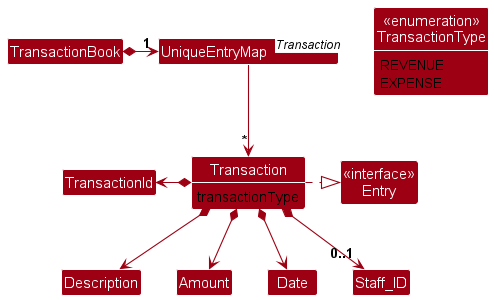 «enumeration»
TransactionType
REVENUE
EXPENSE
TransactionBook
1
UniqueEntryMap
Transaction
*
TransactionId
Transaction
transactionType
«interface»
Entry
0..1
Description
Amount
Date
Staff_ID